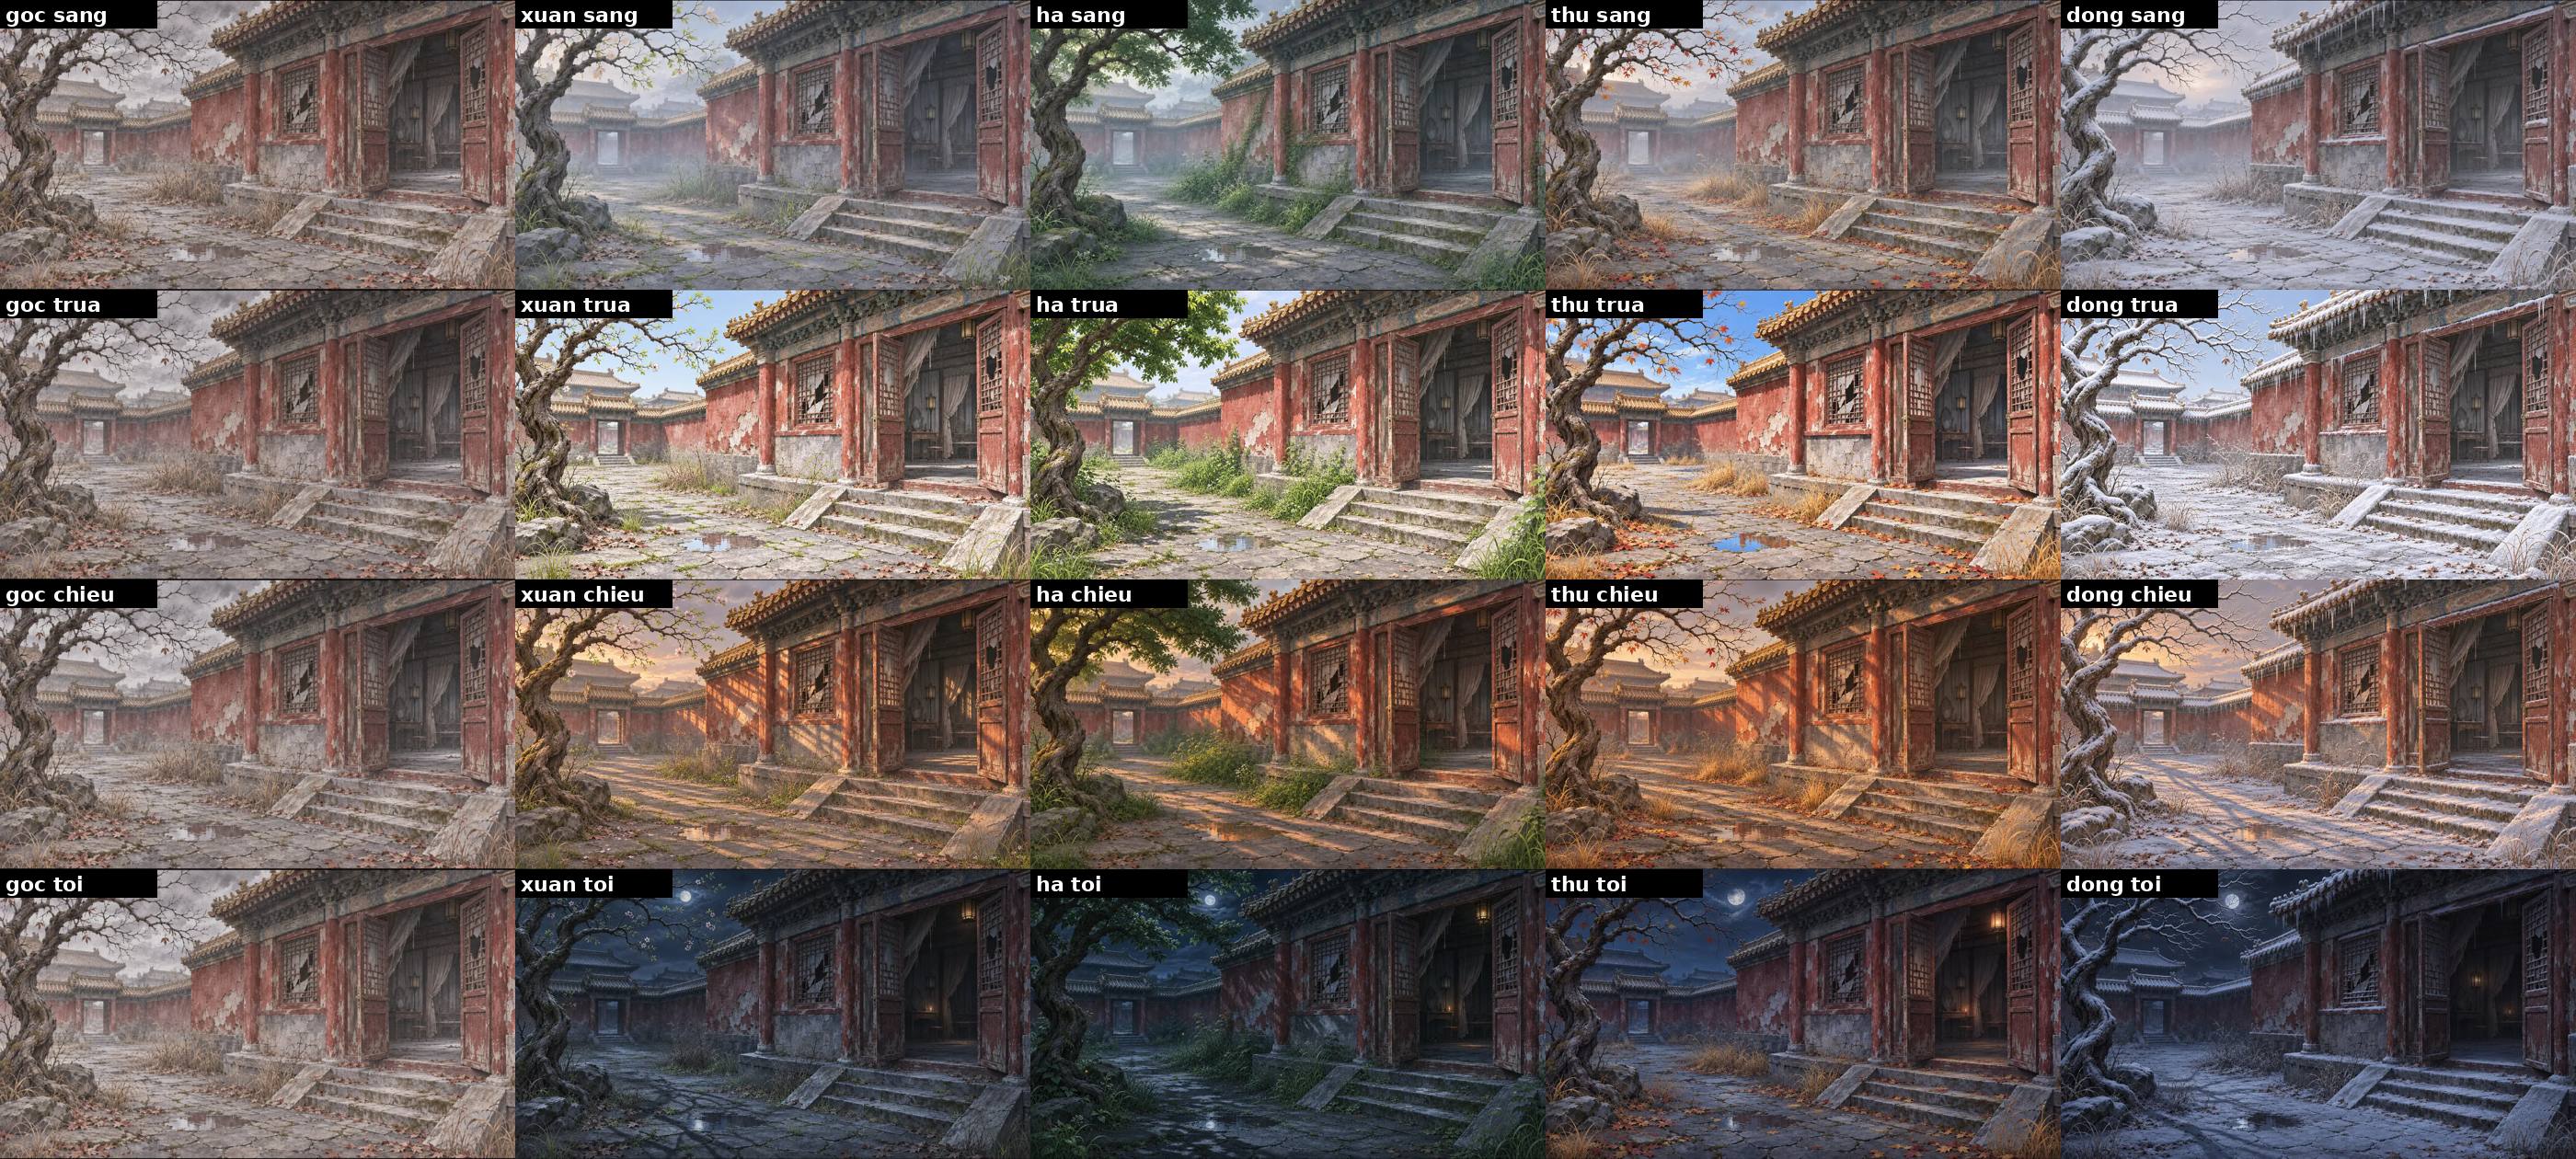 goc sang
xuan sang
ha sang
thu sang
dong sang
goc trua
xuan trua
ha trua
thu trua
dong trua
goc chieu
xuan chieu
ha chieu
thu chieu
dong chieu
goc toi
xuan toi
ha toi
thu toi
dong toi